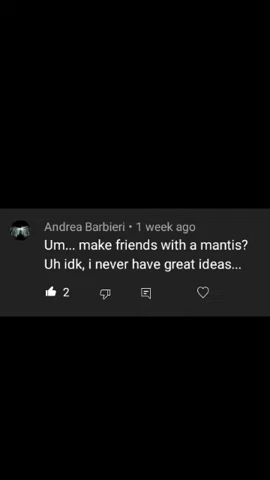 Andrea Barbieri • 1 week ago
Um... make friends with a mantis?
Uh idk, i never have great ideas...
2